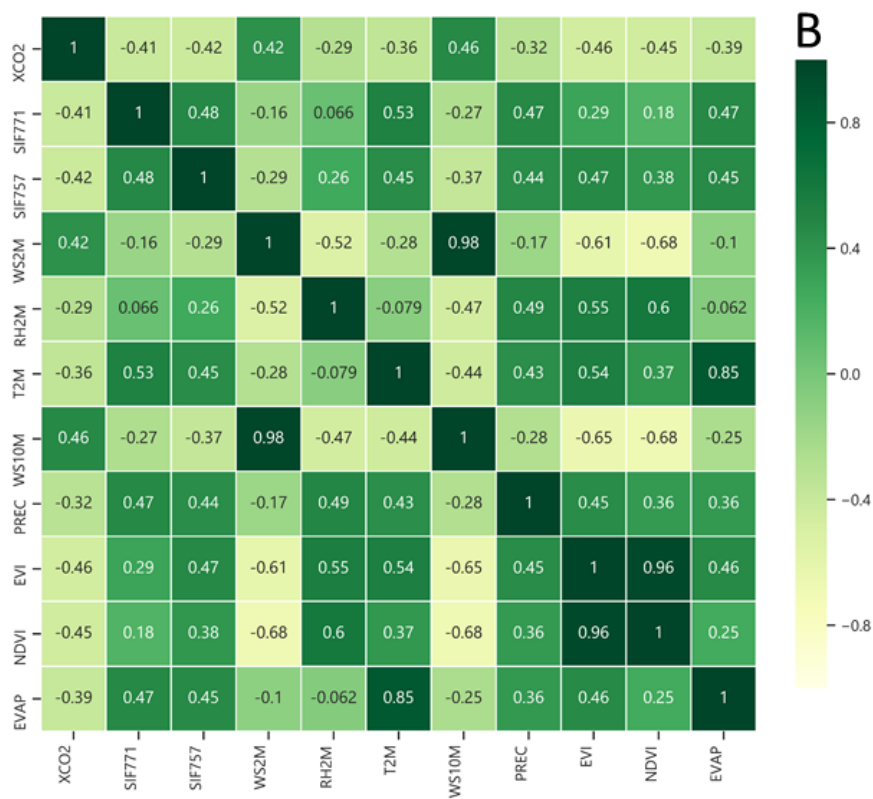 B
XCO2 1 -0.41 -0.42 0.42 -0.29 -0.36 0.46 -0.32 -0.46 -0.45 -0.39
SIF771 -0.41 1 0.48 -0.16 0.066 0.53 -0.27 0.47 0.29 0.18 0.47
SIF757 -0.42 0.48 1 -0.29 0.26 0.45 -0.37 0.44 0.47 0.38 0.45
WS2M 0.42 -0.16 -0.29 1 -0.52 -0.28 0.98 -0.17 -0.61 -0.68 -0.1
RH2M -0.29 0.066 0.26 -0.52 1 -0.079 -0.47 0.49 0.55 0.6 -0.062
T2M -0.36 0.53 0.45 -0.28 -0.079 1 -0.44 0.43 0.54 0.37 0.85
WS10M 0.46 -0.27 -0.37 0.98 -0.47 -0.44 1 -0.28 -0.65 -0.68 -0.25
PREC -0.32 0.47 0.44 -0.17 0.49 0.43 -0.28 1 0.45 0.36 0.36
EVI -0.46 0.29 0.47 -0.61 0.55 0.54 -0.65 0.45 1 0.96 0.46
NDVI -0.45 0.18 0.38 -0.68 0.6 0.37 -0.68 0.36 0.96 1 0.25
EVAP -0.39 0.47 0.45 -0.1 -0.062 0.85 -0.25 0.36 0.46 0.25 1
XCO2 SIF771 SIF757 WS2M RH2M T2M WS10M PREC EVI NDVI EVAP
0.8
0.4
0.0
−0.4
−0.8